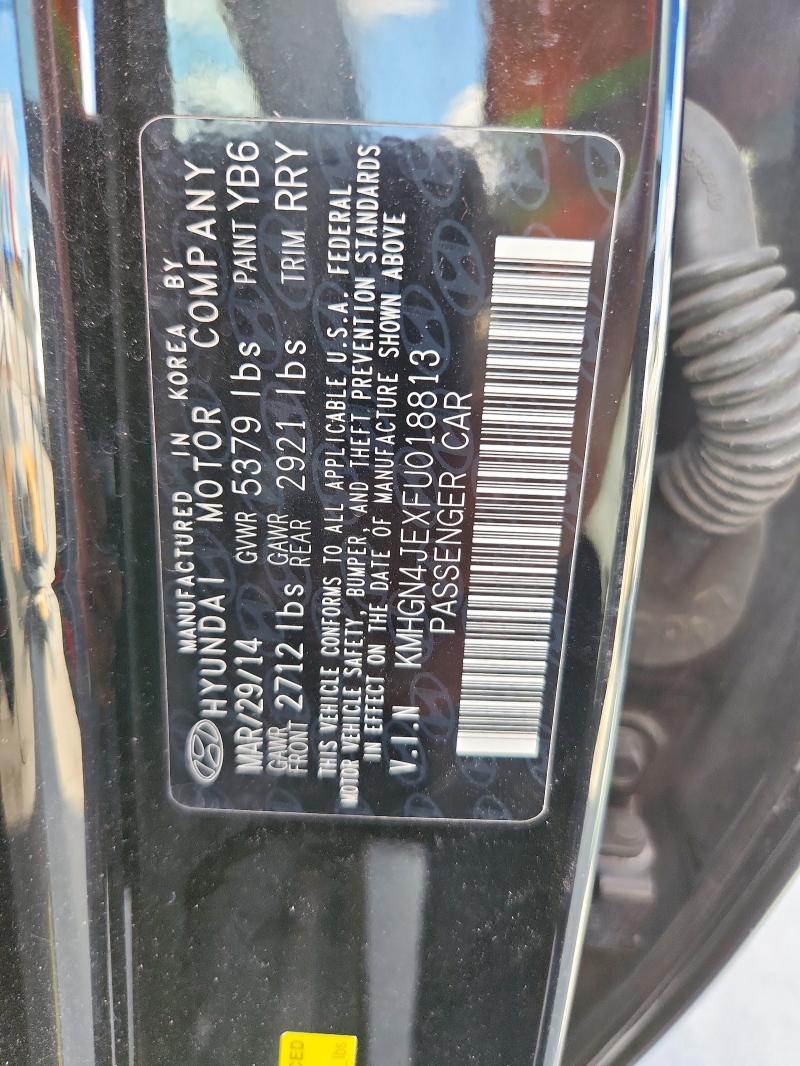 MANUFACTURED IN KOREA BY
HYUNDAI MOTOR COMPANY
MAR/29/14 GVWR 5379 lbs PAINT YB6
GAWR FRONT 2712 lbs GAWR REAR 2921 lbs TRIM RRY
THIS VEHICLE CONFORMS TO ALL APPLICABLE U.S.A. FEDERAL
MOTOR VEHICLE SAFETY, BUMPER, AND THEFT PREVENTION STANDARDS
IN EFFECT ON THE DATE OF MANUFACTURE SHOWN ABOVE
V.I.N KMHGN4JEXFU018813
PASSENGER CAR
CED
lbs